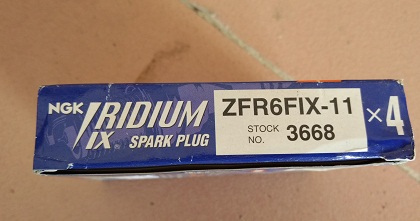 NGK IRIDIUM IX SPARK PLUG
ZFR6FIX-11
STOCK NO. 3668
×4